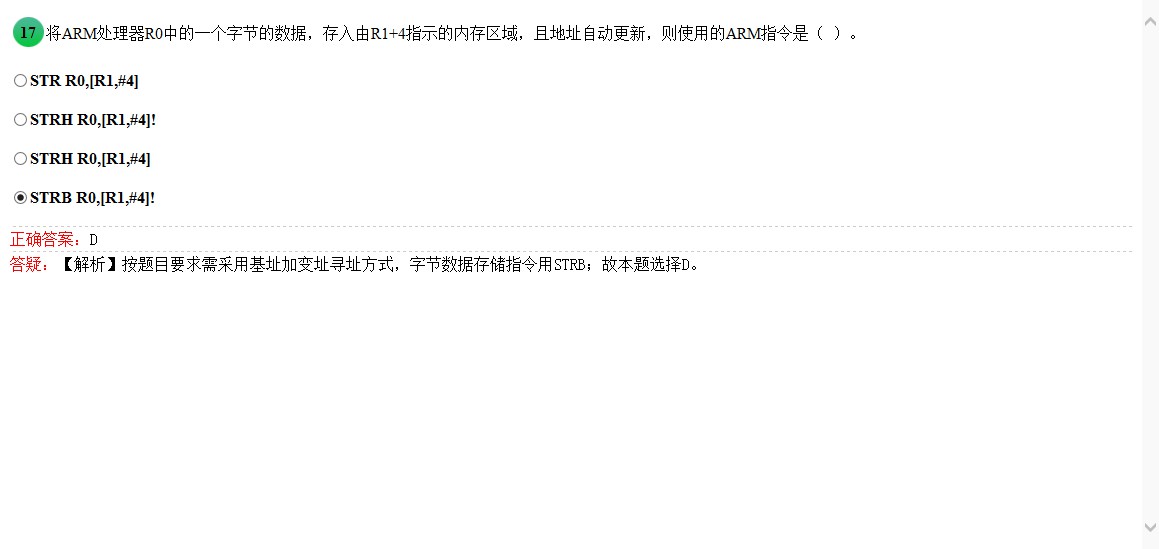 17 将ARM处理器R0中的一个字节的数据，存入由R1+4指示的内存区域，且地址自动更新，则使用的ARM指令是（ ）。
STR R0,[R1,#4]
STRH R0,[R1,#4]!
STRH R0,[R1,#4]
STRB R0,[R1,#4]!
正确答案：D
答疑：【解析】按题目要求需采用基址加变址寻址方式，字节数据存储指令用STRB；故本题选择D。